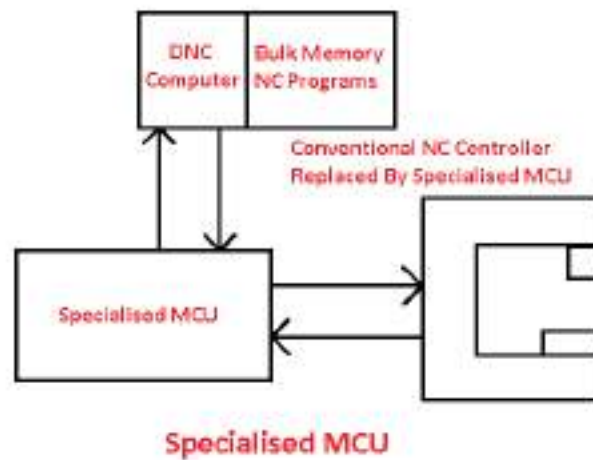 DNC
Computer
Bulk Memory
NC Programs
Conventional NC Controller
Replaced By Specialised MCU
Specialised MCU
Specialised MCU